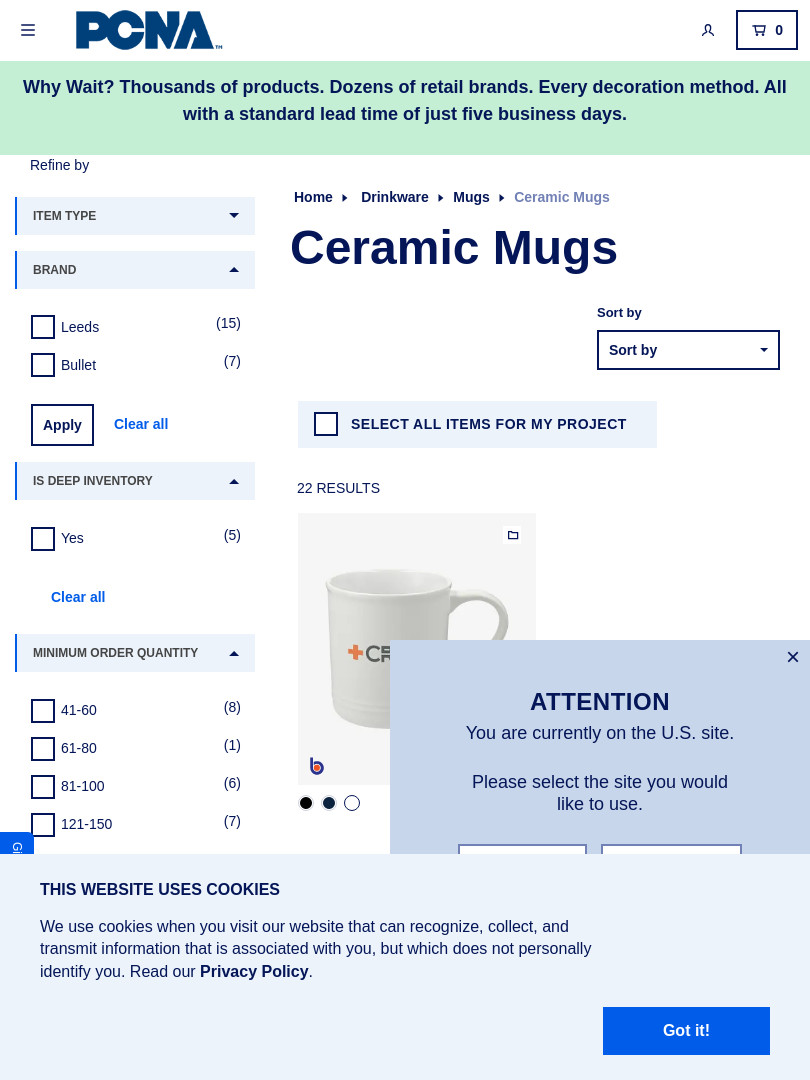 PCNA™
0
Why Wait? Thousands of products. Dozens of retail brands. Every decoration method. All
with a standard lead time of just five business days.
Refine by
ITEM TYPE
BRAND
Leeds (15)
Bullet (7)
Apply Clear all
IS DEEP INVENTORY
Yes (5)
Clear all
MINIMUM ORDER QUANTITY
41-60 (8)
61-80 (1)
81-100 (6)
121-150 (7)
Home Drinkware Mugs Ceramic Mugs
Ceramic Mugs
Sort by
Sort by
SELECT ALL ITEMS FOR MY PROJECT
22 RESULTS
b
ATTENTION
You are currently on the U.S. site.
Please select the site you would
like to use.
THIS WEBSITE USES COOKIES
We use cookies when you visit our website that can recognize, collect, and
transmit information that is associated with you, but which does not personally
identify you. Read our Privacy Policy.
Got it!